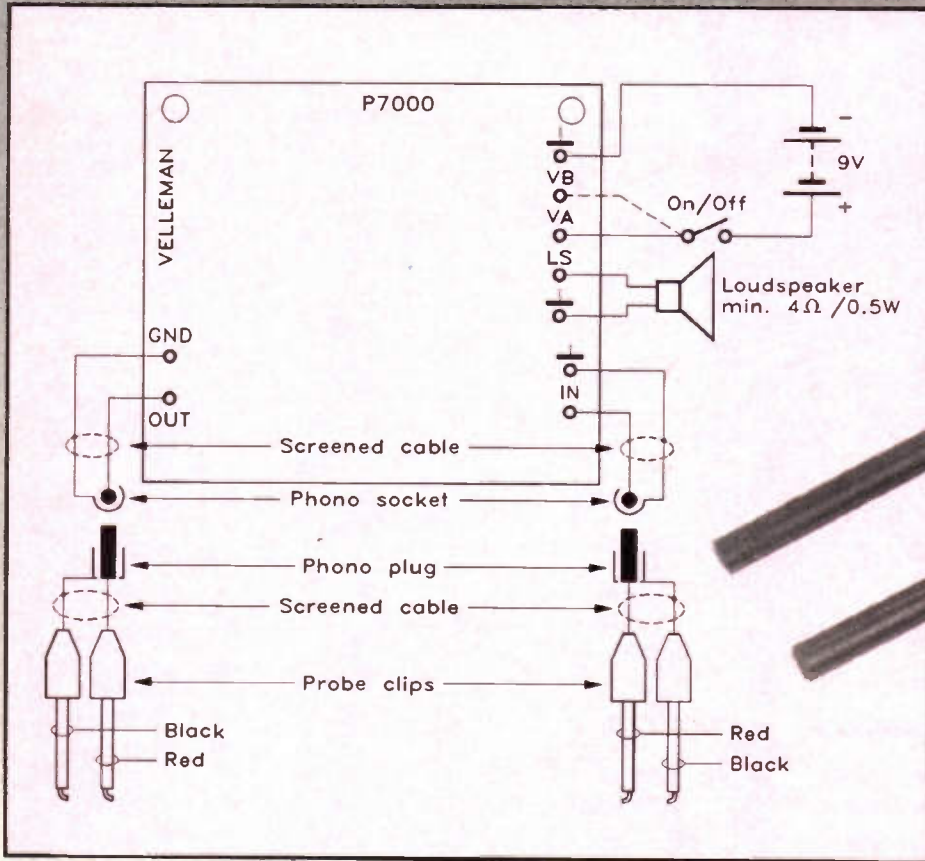 P7000
VELLEMAN
VB
VA
LS
IN
GND
OUT
On/Off
-
9V
+
Loudspeaker
min. 4Ω/0.5W
Screened cable
Phono socket
Phono plug
Screened cable
Probe clips
Black
Red
Red
Black